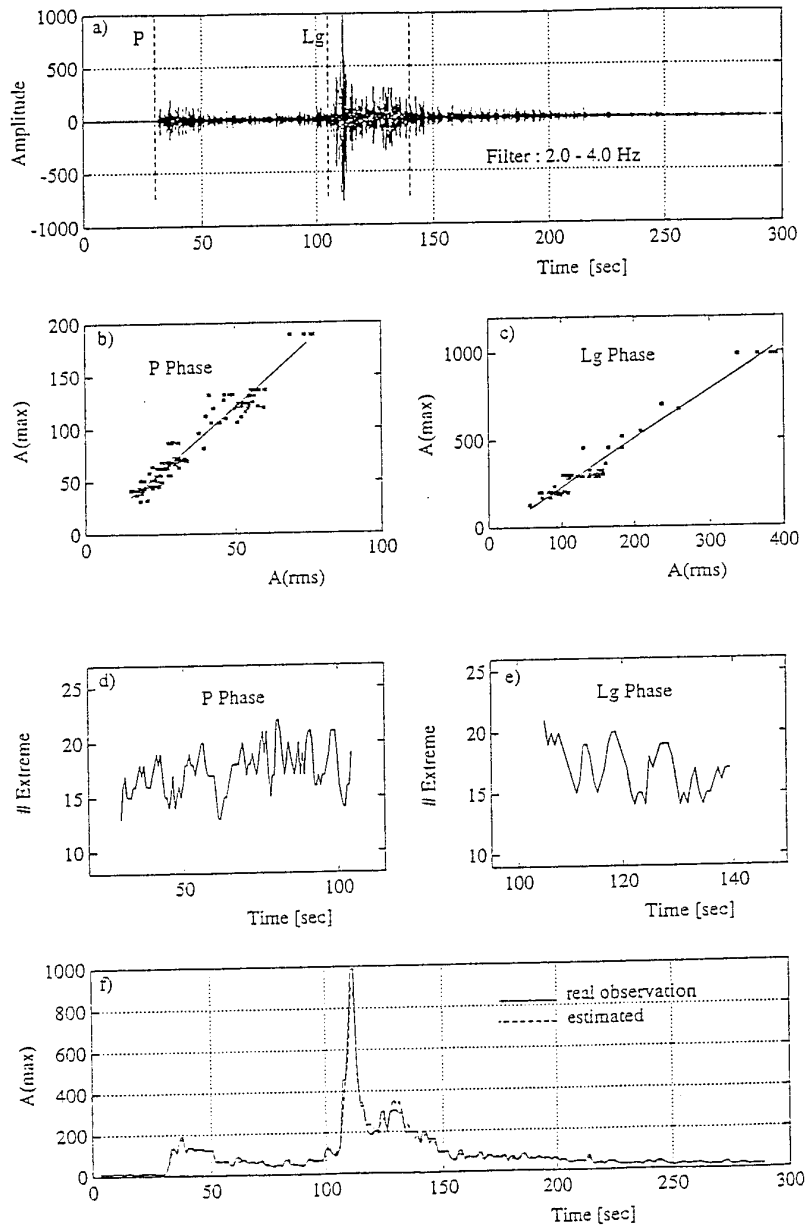 a)
P
Lg
1000
500
0
-500
-1000
Amplitude
Filter : 2.0 - 4.0 Hz
0 50 100 150 200 250 300
Time [sec]
b)
P Phase
200
150
100
50
0
A(max)
0 50 100
A(rms)
c)
Lg Phase
1000
500
0
A(max)
0 100 200 300 400
A(rms)
d)
P Phase
25
20
15
10
# Extreme
50 100
Time [sec]
e)
Lg Phase
25
20
15
10
# Extreme
100 120 140
Time [sec]
f)
1000
800
600
400
200
0
A(max)
real observation
estimated
0 50 100 150 200 250 300
Time [sec]